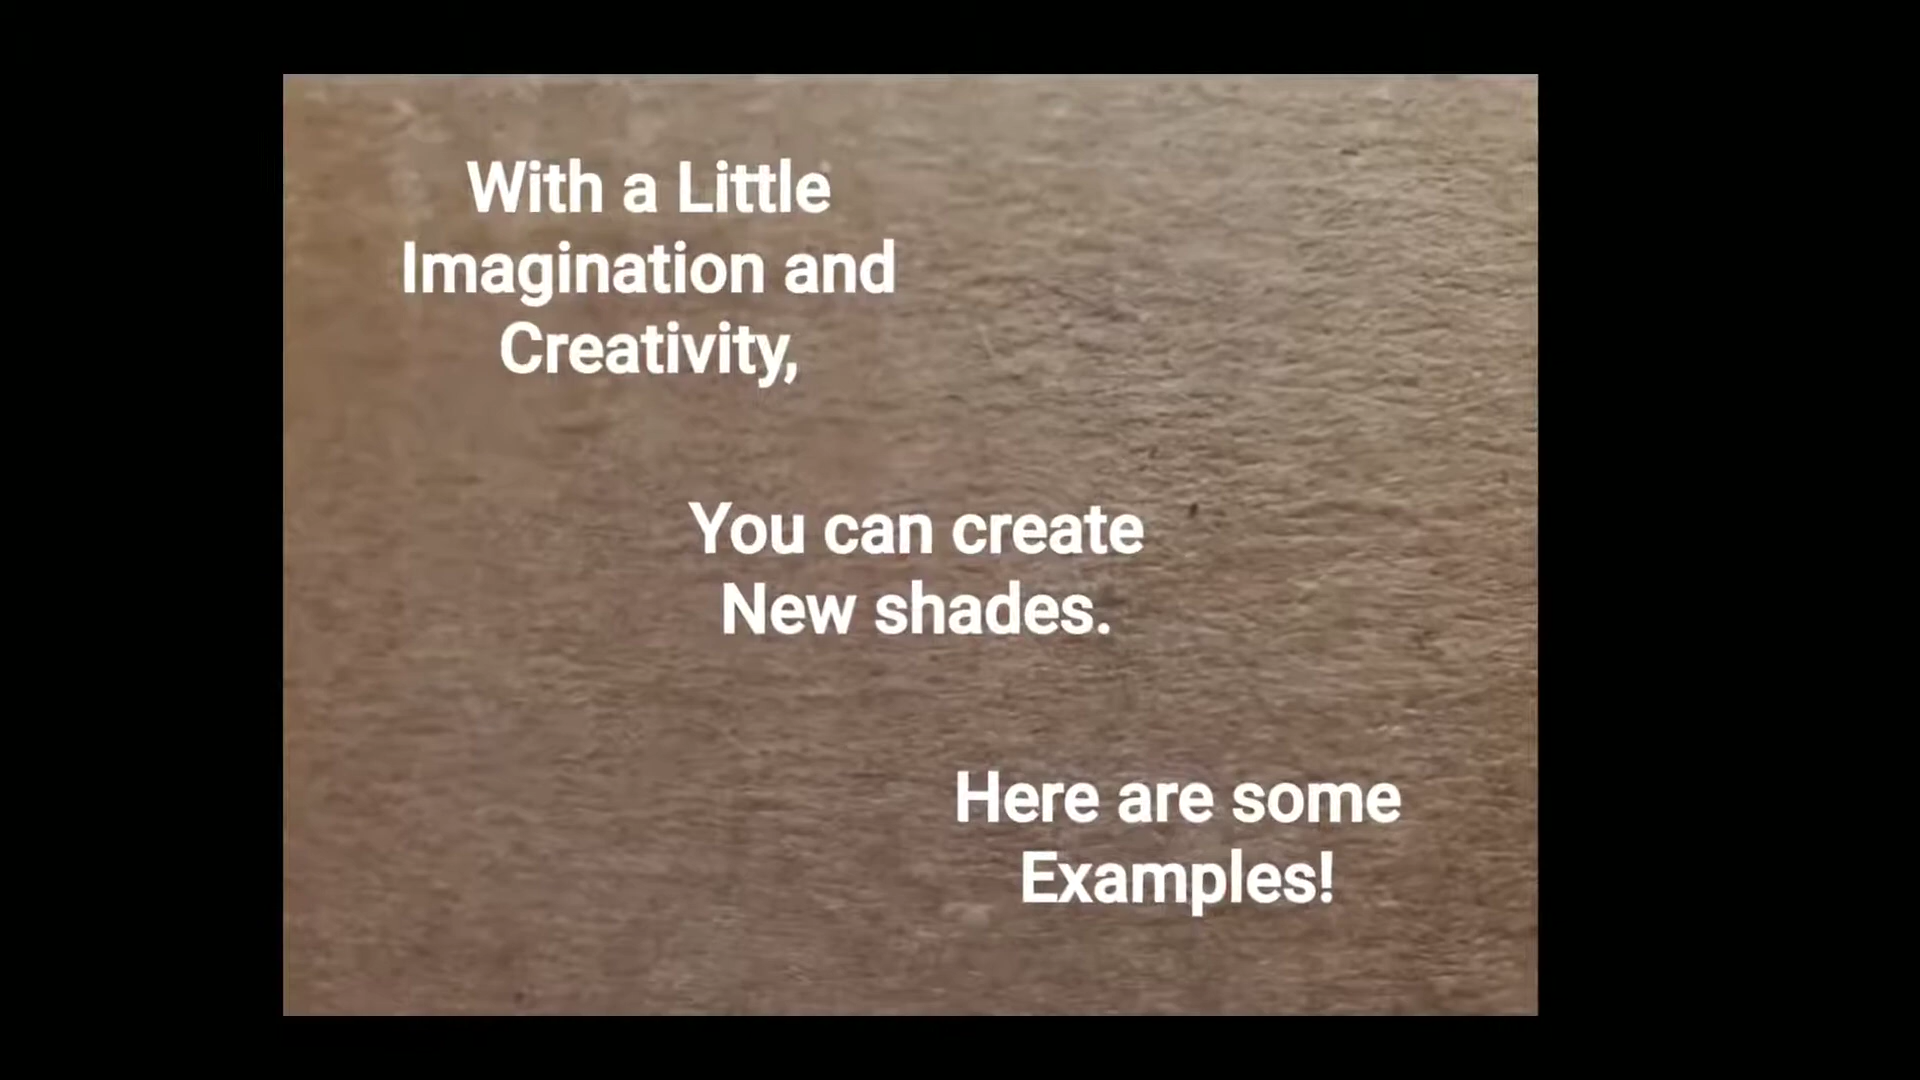 With a Little
Imagination and
Creativity,
You can create
New shades.
Here are some
Examples!